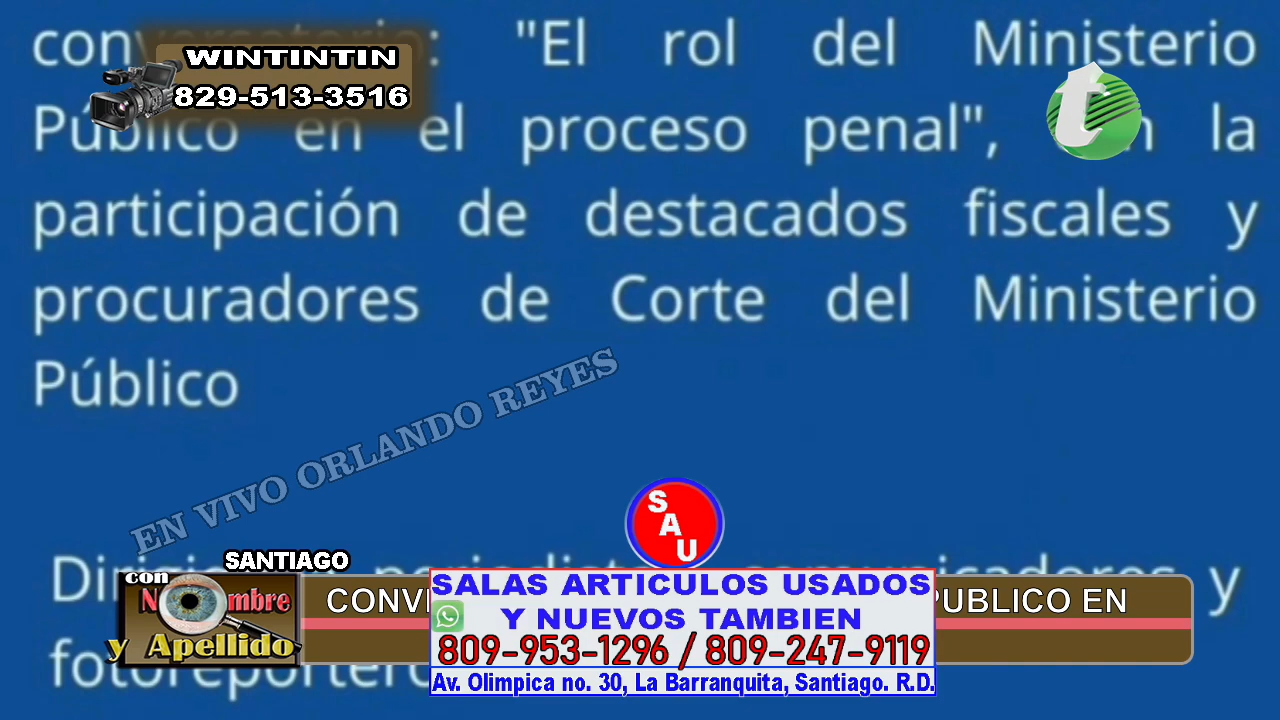 WINTINTIN
829-513-3516
t
"El rol del Ministerio
Público en el proceso penal", la
participación de destacados fiscales y
procuradores de Corte del Ministerio
Público
EN VIVO ORLANDO REYES
y
SANTIAGO
con
Nombre
y Apellido
PUBLICO EN
S
A
U
SALAS ARTICULOS USADOS
Y NUEVOS TAMBIEN
809-953-1296 / 809-247-9119
Av. Olimpica no. 30, La Barranquita, Santiago. R.D.